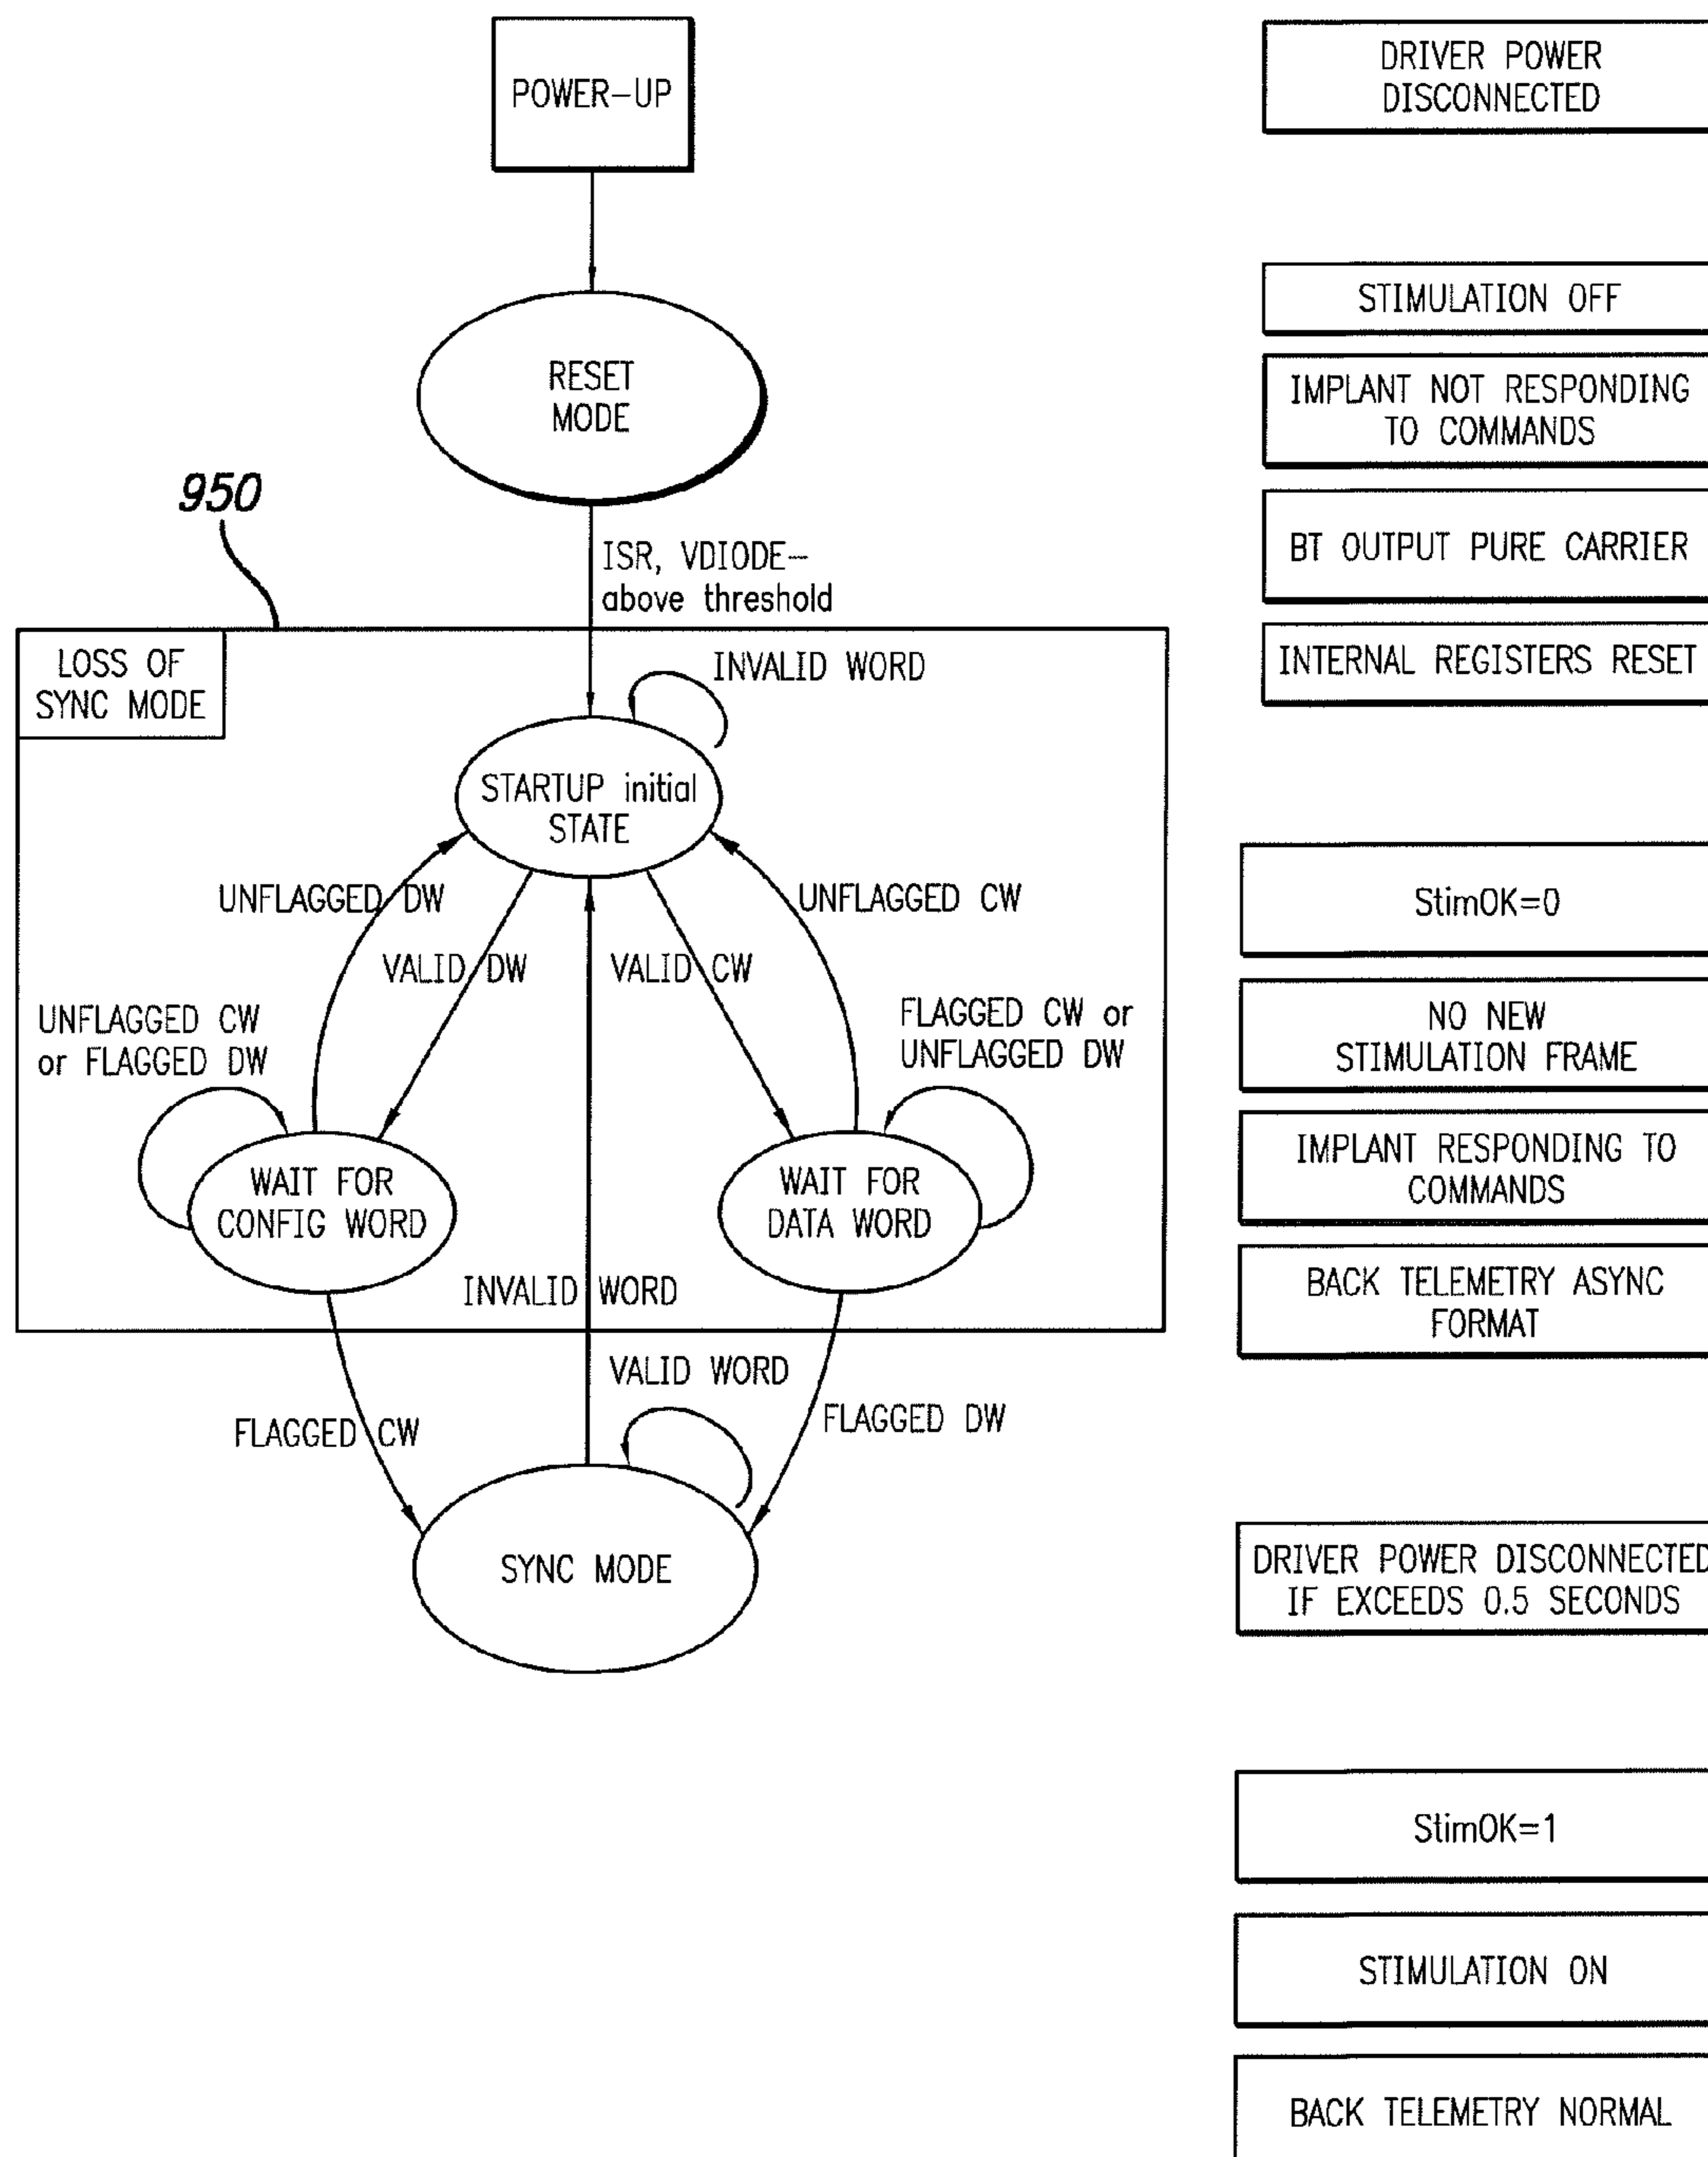 POWER-UP
RESET
MODE
950
ISR, VDIODE-
above threshold
LOSS OF
SYNC MODE
INVALID WORD
STARTUP initial
STATE
UNFLAGGED DW
UNFLAGGED CW
VALID DW
VALID CW
UNFLAGGED CW
or FLAGGED DW
FLAGGED CW or
UNFLAGGED DW
WAIT FOR
CONFIG WORD
WAIT FOR
DATA WORD
INVALID WORD
VALID WORD
FLAGGED CW
FLAGGED DW
SYNC MODE
DRIVER POWER
DISCONNECTED
STIMULATION OFF
IMPLANT NOT RESPONDING
TO COMMANDS
BT OUTPUT PURE CARRIER
INTERNAL REGISTERS RESET
StimOK=0
NO NEW
STIMULATION FRAME
IMPLANT RESPONDING TO
COMMANDS
BACK TELEMETRY ASYNC
FORMAT
DRIVER POWER DISCONNECTED
IF EXCEEDS 0.5 SECONDS
StimOK=1
STIMULATION ON
BACK TELEMETRY NORMAL